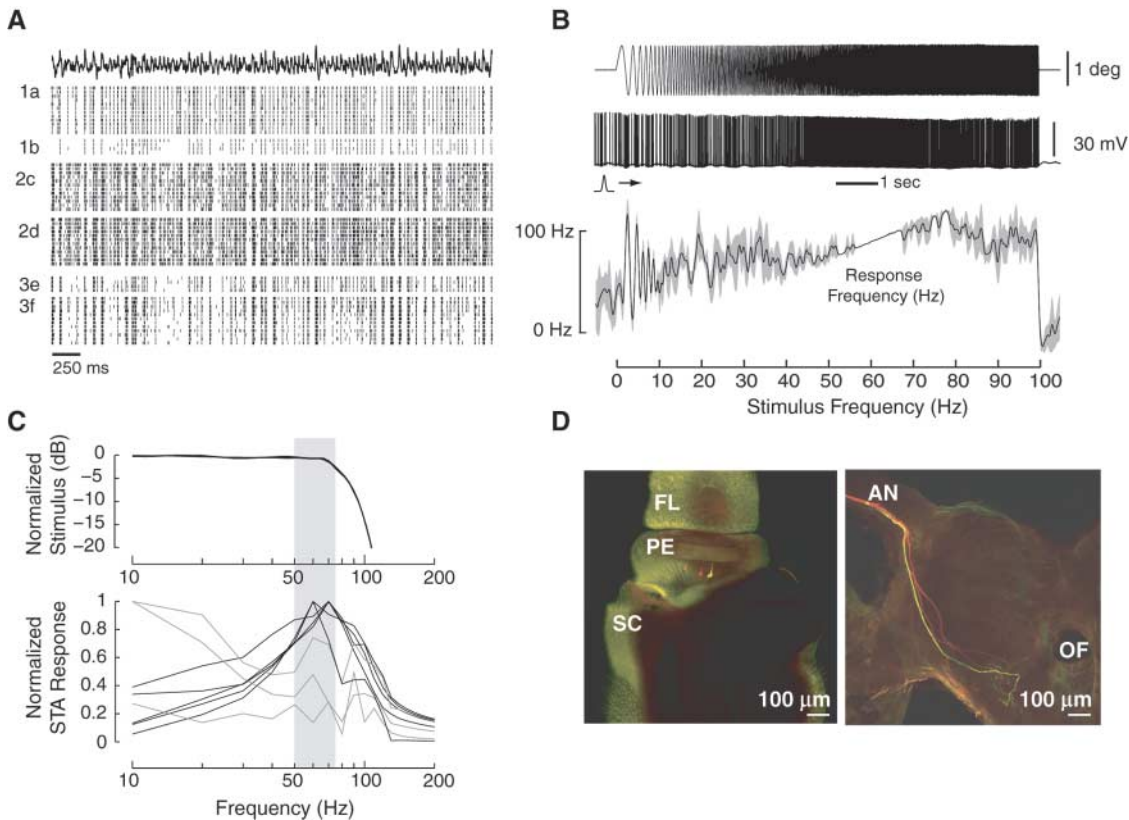 A
1a
1b
2c
2d
3e
3f
250 ms
B
1 deg
30 mV
1 sec
100 Hz
0 Hz
Response
Frequency (Hz)
0 10 20 30 40 50 60 70 80 90 100
Stimulus Frequency (Hz)
C
Normalized
Stimulus (dB)
0
−5
−10
−15
−20
10 50 100 200
Normalized
STA Response
1
0.8
0.6
0.4
0.2
0
10 50 100 200
Frequency (Hz)
D
FL
PE
SC
100 μm
AN
OF
100 μm